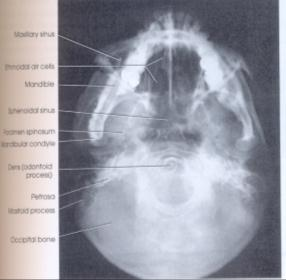 Maxillary sinus
Ethmoidal air cells
Mandible
Sphenoidal sinus
Foramen spinosum
Mandibular condyle
Dens (odontoid
process)
Petrosa
Mastoid process
Occipital bone